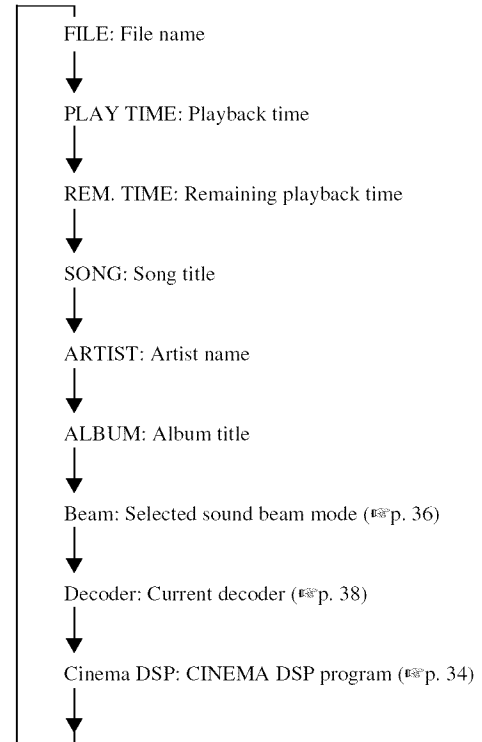 FILE: File name
PLAY TIME: Playback time
REM. TIME: Remaining playback time
SONG: Song title
ARTIST: Artist name
ALBUM: Album title
Beam: Selected sound beam mode (☞p. 36)
Decoder: Current decoder (☞p. 38)
Cinema DSP: CINEMA DSP program (☞p. 34)